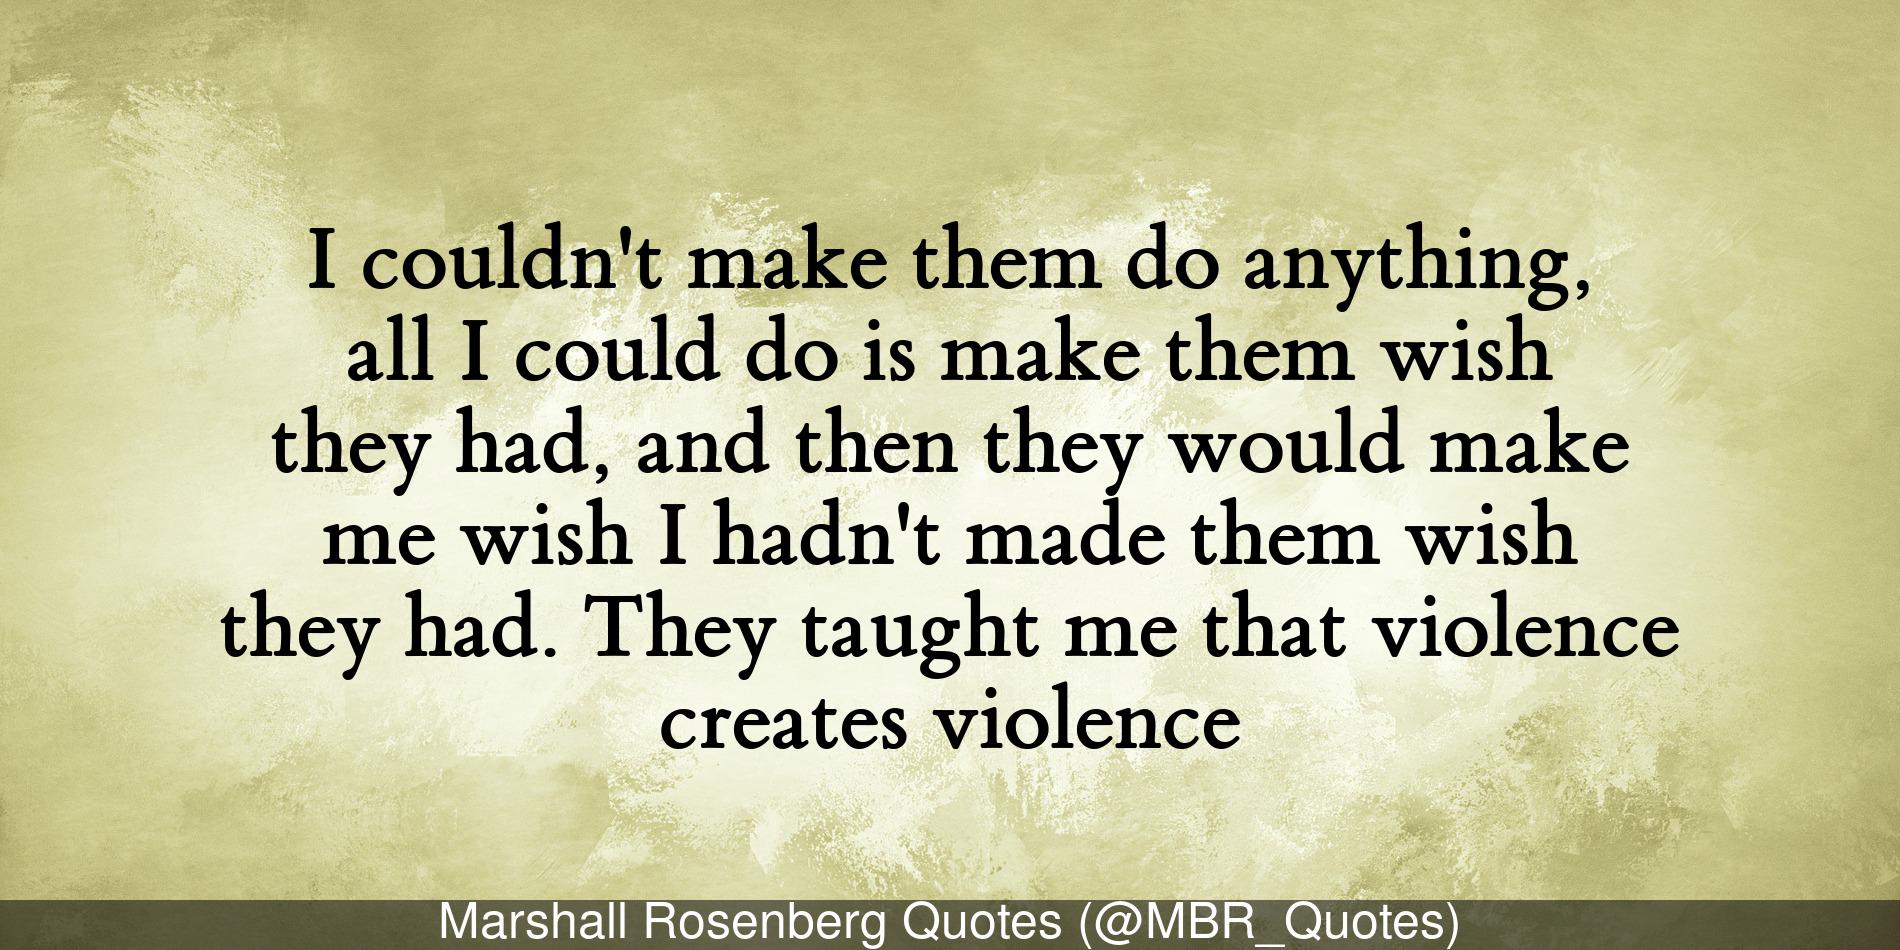 I couldn't make them do anything,
all I could do is make them wish
they had, and then they would make
me wish I hadn't made them wish
they had. They taught me that violence
creates violence
Marshall Rosenberg Quotes (@MBR_Quotes)